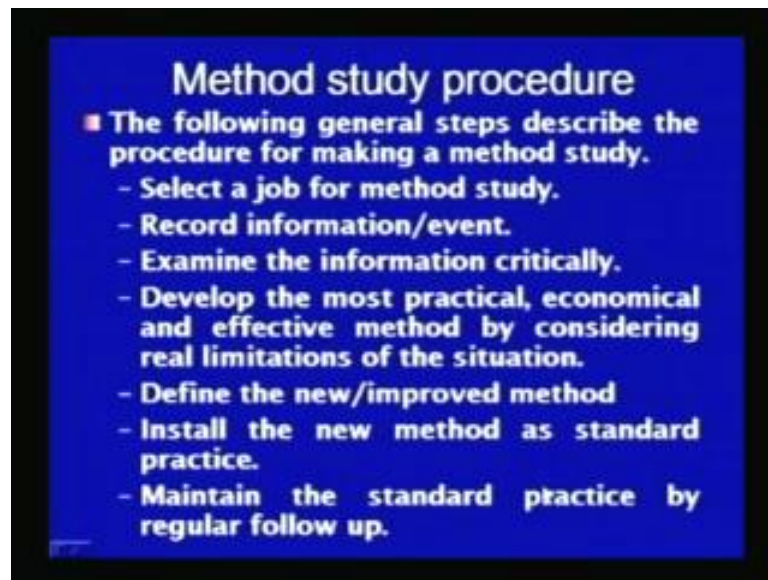 Method study procedure
The following general steps describe the
procedure for making a method study.
– Select a job for method study.
– Record information/event.
– Examine the information critically.
– Develop the most practical, economical
and effective method by considering
real limitations of the situation.
– Define the new/improved method
– Install the new method as standard
practice.
– Maintain the standard practice by
regular follow up.